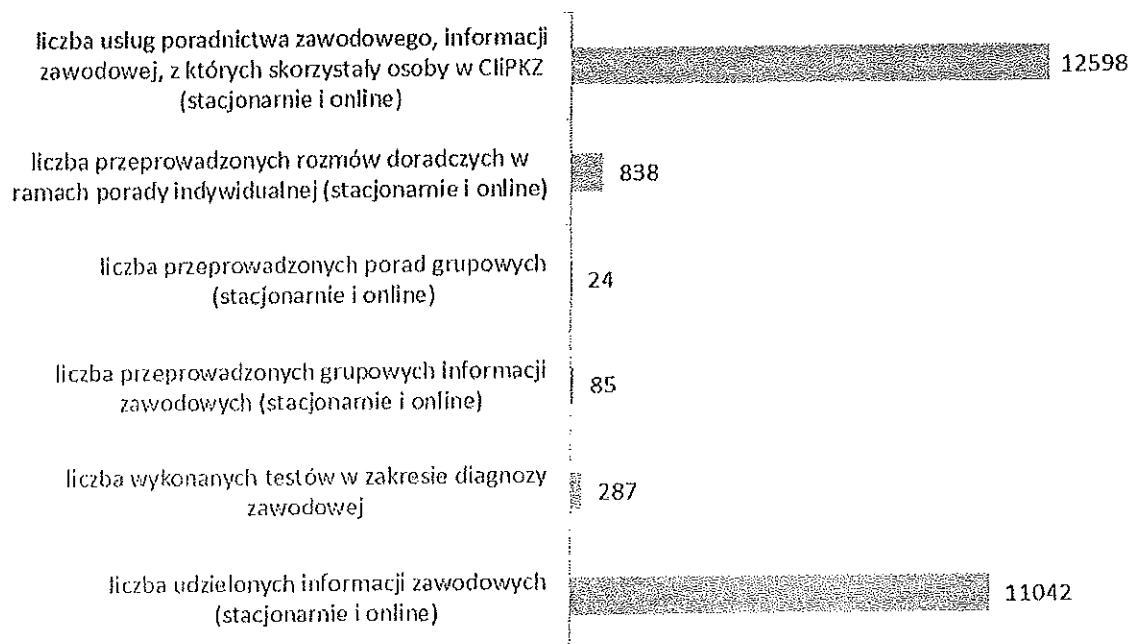 liczba usług poradnictwa zawodowego, informacji
zawodowej, z których skorzystały osoby w CIiPKZ
(stacjonarnie i online)
12598
liczba przeprowadzonych rozmów doradczych w
ramach porady indywidualnej (stacjonarnie i online)
838
liczba przeprowadzonych porad grupowych
(stacjonarnie i online)
24
liczba przeprowadzonych grupowych informacji
zawodowych (stacjonarnie i online)
85
liczba wykonanych testów w zakresie diagnozy
zawodowej
287
liczba udzielonych informacji zawodowych
(stacjonarnie i online)
11042